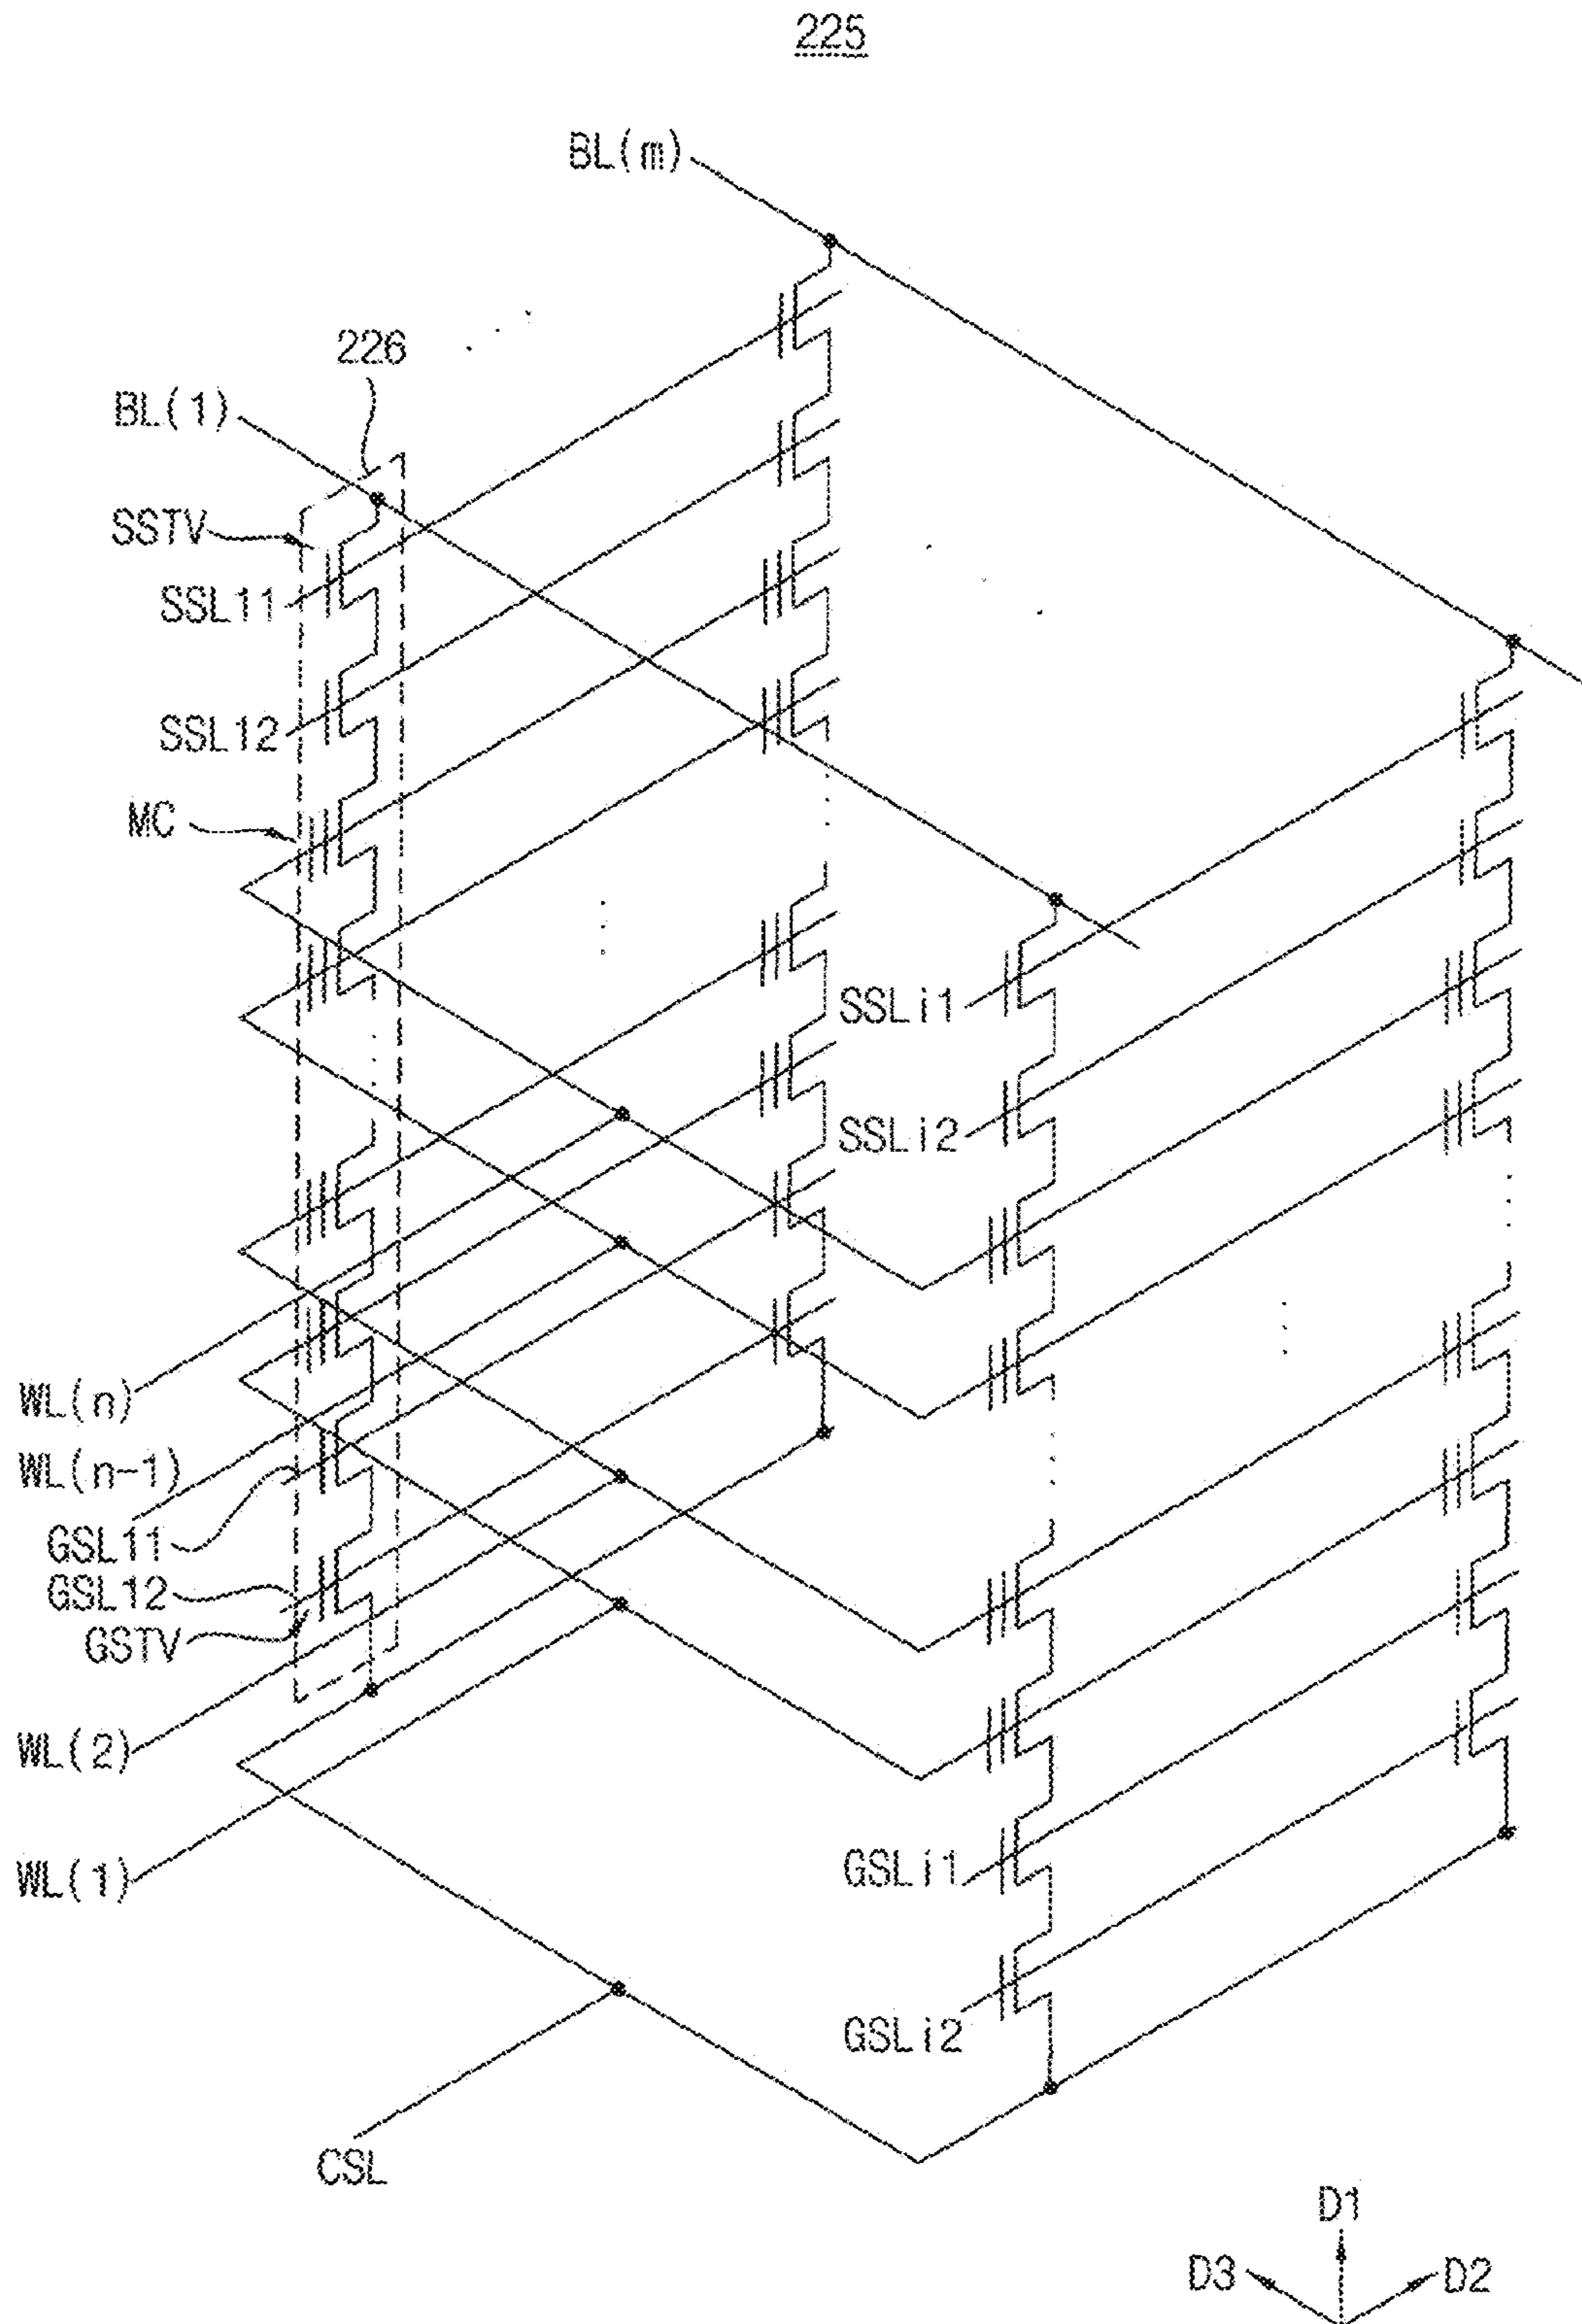 225
BL(m)
226
BL(1)
SSTV
SSL11
SSL12
MC
SSLi1
SSLi2
WL(n)
WL(n-1)
GSL11
GSL12
GSTV
WL(2)
WL(1)
GSLi1
GSLi2
CSL
D1
D3
D2